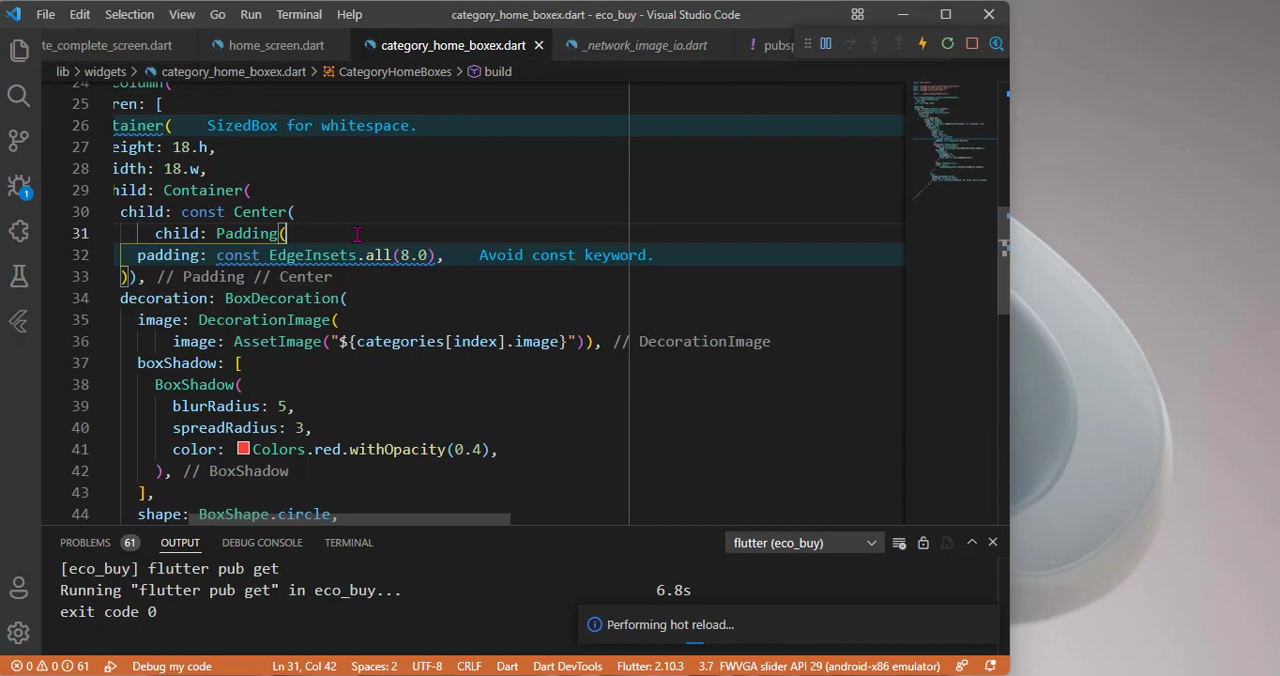 File Edit Selection View Go Run Terminal Help category_home_boxex.dart - eco_buy - Visual Studio Code
te_complete_screen.dart home_screen.dart category_home_boxex.dart _network_image_io.dart ! pubsp
lib > widgets > category_home_boxex.dart > CategoryHomeBoxes > build
24 column(
25 ren: [
26 tainer( SizedBox for whitespace.
27 eight: 18.h,
28 idth: 18.w,
29 hild: Container(
30 child: const Center(
31 child: Padding(
32 padding: const EdgeInsets.all(8.0), Avoid const keyword.
33 )), // Padding // Center
34 decoration: BoxDecoration(
35 image: DecorationImage(
36 image: AssetImage("${categories[index].image}")), // DecorationImage
37 boxShadow: [
38 BoxShadow(
39 blurRadius: 5,
40 spreadRadius: 3,
41 color: Colors.red.withOpacity(0.4),
42 ), // BoxShadow
43 ],
44 shape: BoxShape.circle,
PROBLEMS 61 OUTPUT DEBUG CONSOLE TERMINAL flutter (eco_buy)
[eco_buy] flutter pub get
Running "flutter pub get" in eco_buy... 6.8s
exit code 0
Performing hot reload...
1
0 0 61 Debug my code Ln 31, Col 42 Spaces: 2 UTF-8 CRLF Dart Dart DevTools Flutter: 2.10.3 3.7 FWVGA slider API 29 (android-x86 emulator)